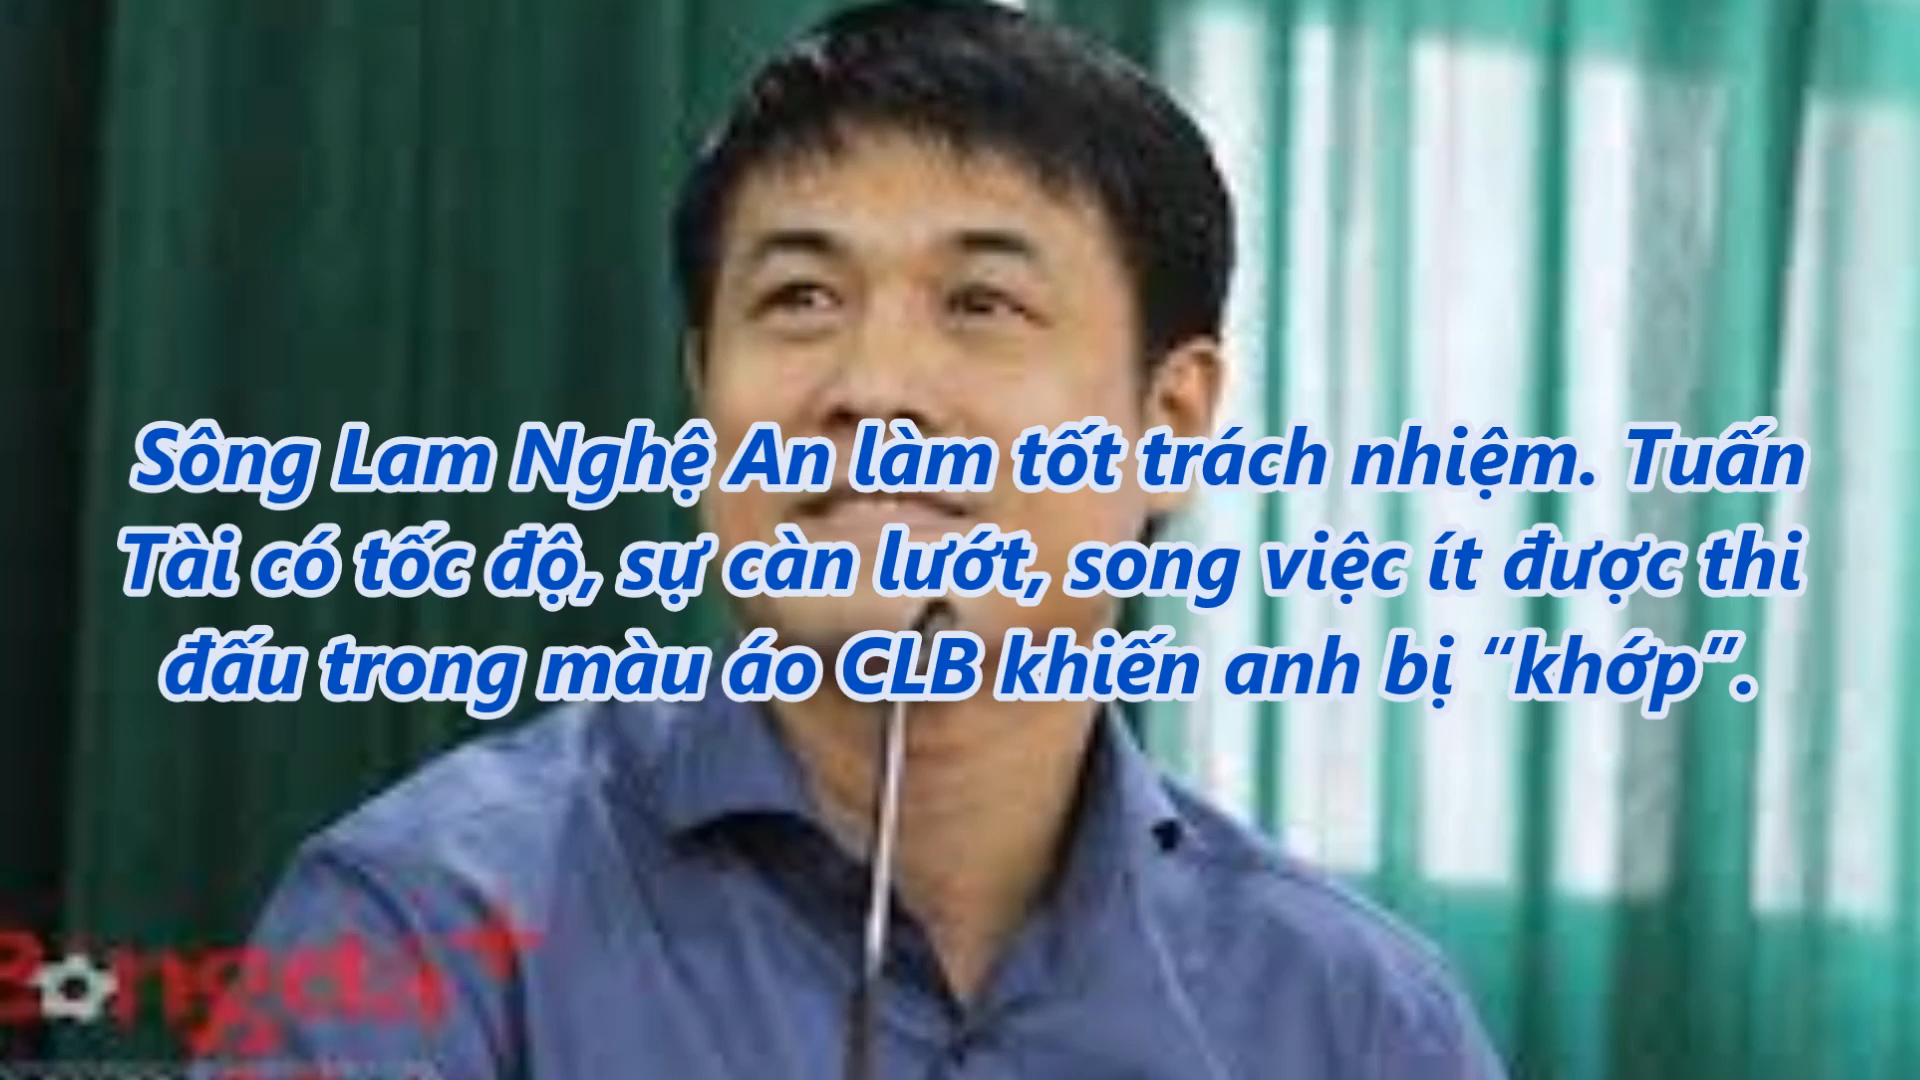 Sông Lam Nghệ An làm tốt trách nhiệm. Tuấn
Tài có tốc độ, sự càn lướt, song việc ít được thi
đấu trong màu áo CLB khiến anh bị “khớp”.
Bongda+